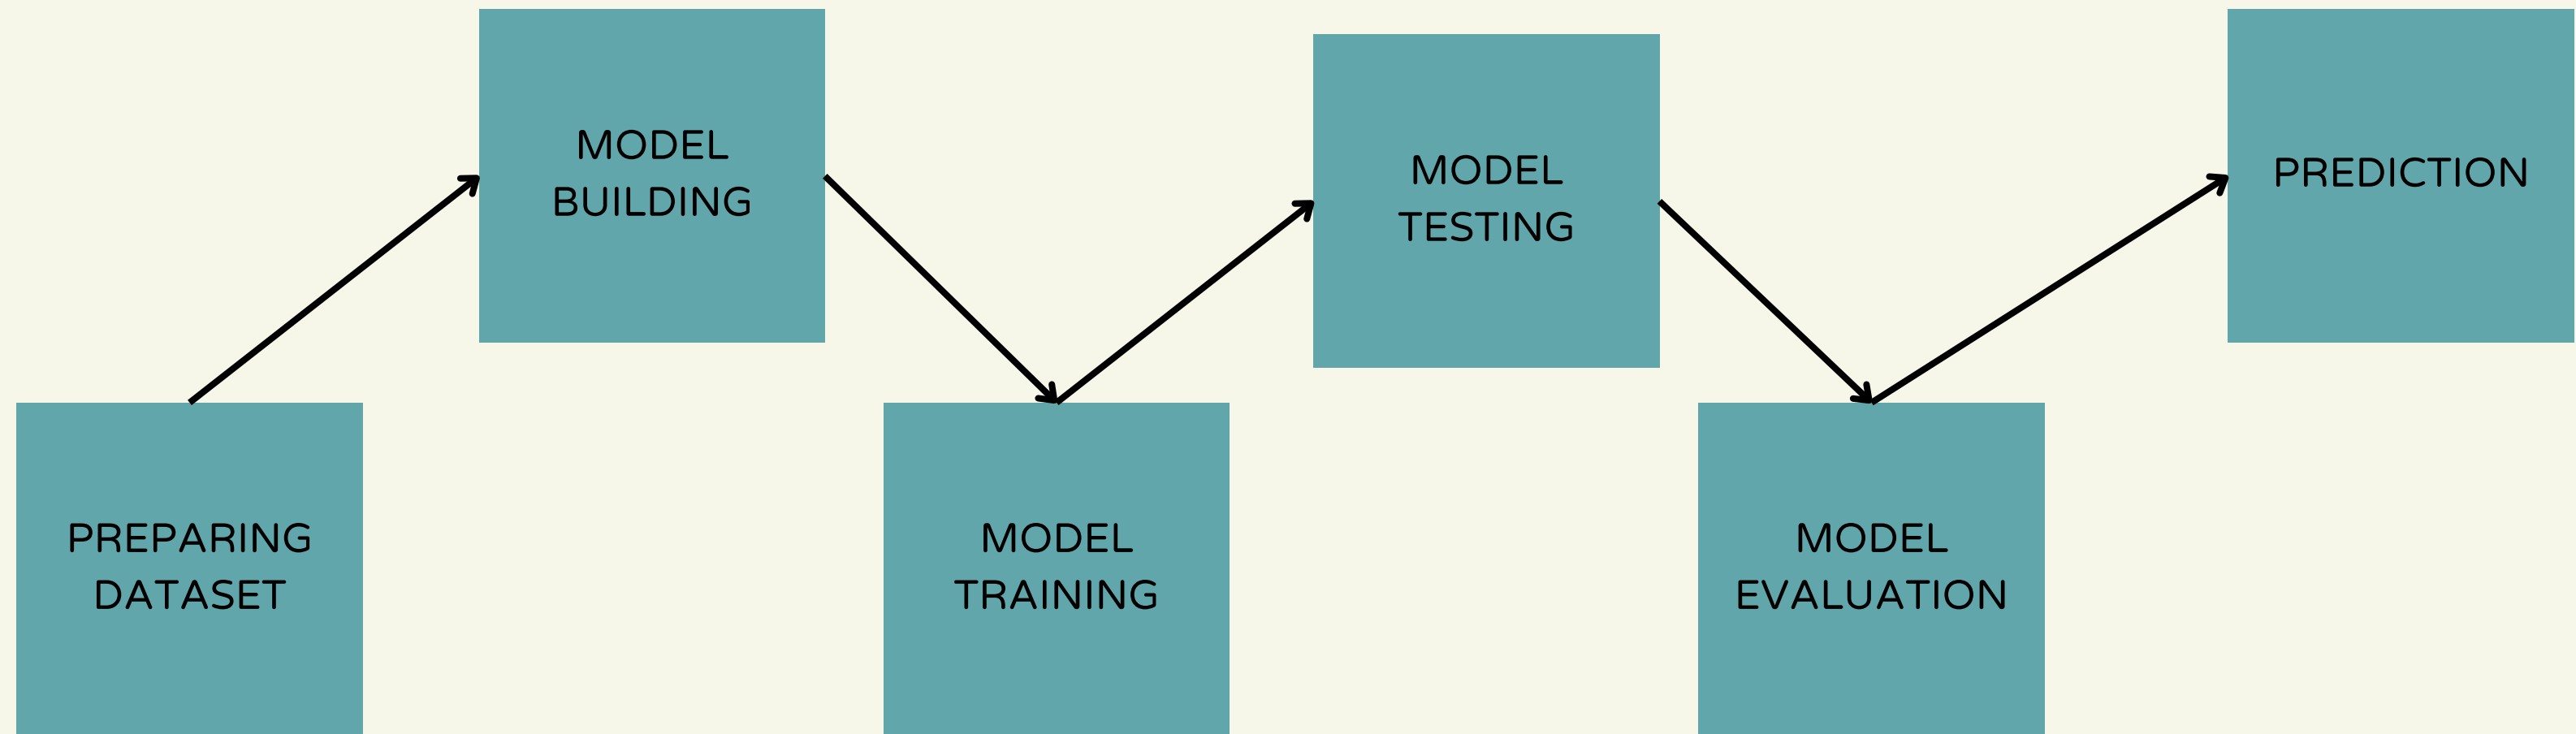 PREPARING
DATASET
MODEL
BUILDING
MODEL
TRAINING
MODEL
TESTING
MODEL
EVALUATION
PREDICTION